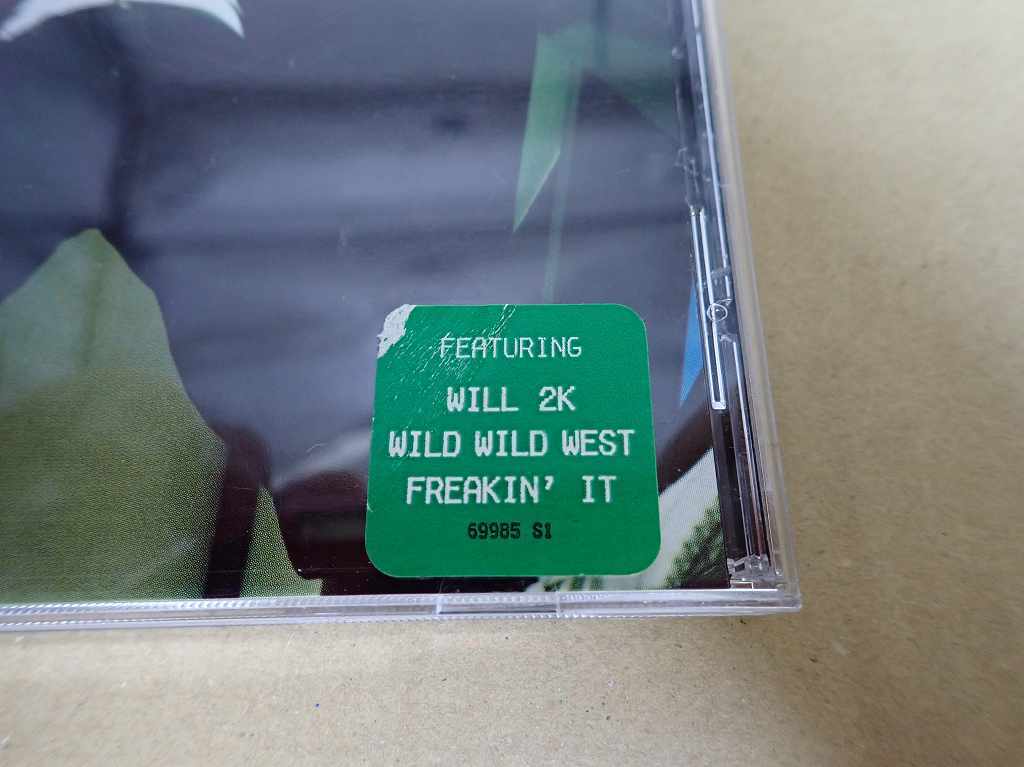 FEATURING
WILL 2K
WILD WILD WEST
FREAKIN' IT
69985 S1